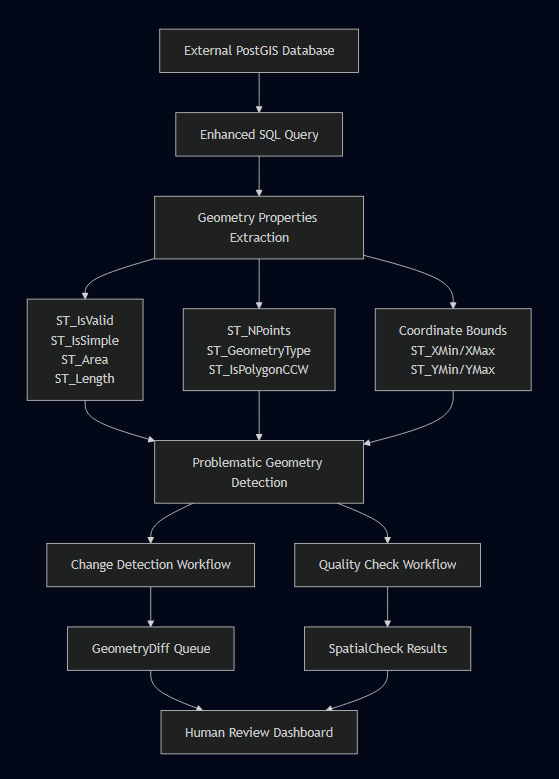 External PostGIS Database
Enhanced SQL Query
Geometry Properties
Extraction
ST_IsValid
ST_IsSimple
ST_Area
ST_Length
ST_NPoints
ST_GeometryType
ST_IsPolygonCCW
Coordinate Bounds
ST_XMin/XMax
ST_YMin/YMax
Problematic Geometry
Detection
Change Detection Workflow
Quality Check Workflow
GeometryDiff Queue
SpatialCheck Results
Human Review Dashboard